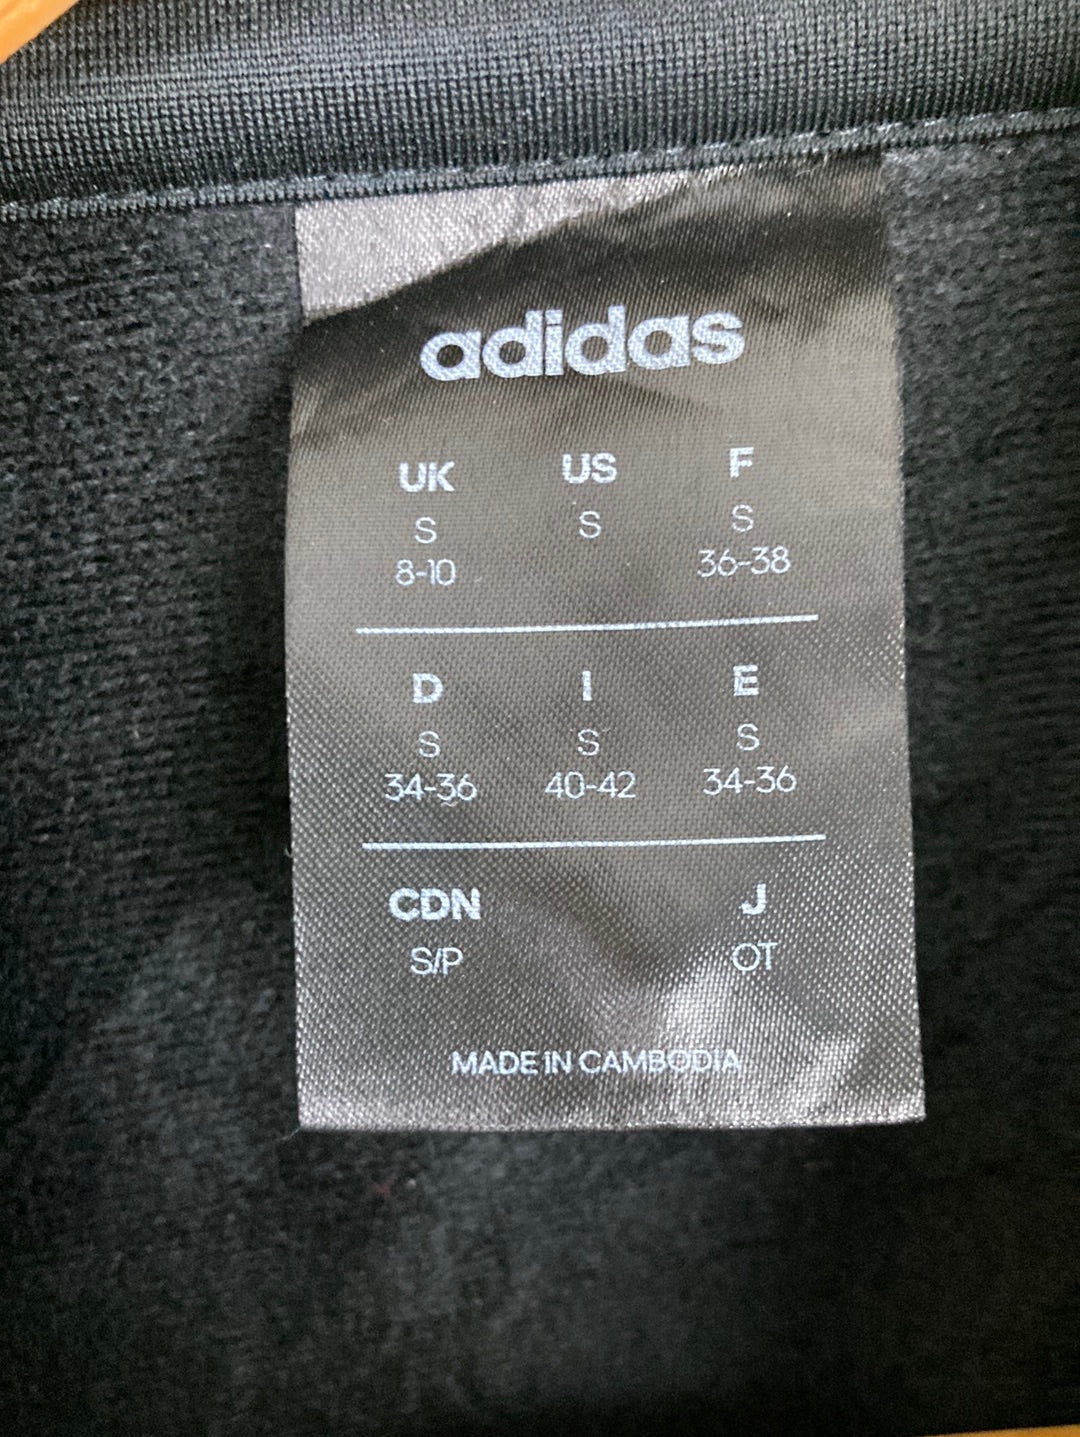 adidas
UK US F
S S S
8-10 36-38
D I E
S S S
34-36 40-42 34-36
CDN J
S/P OT
MADE IN CAMBODIA